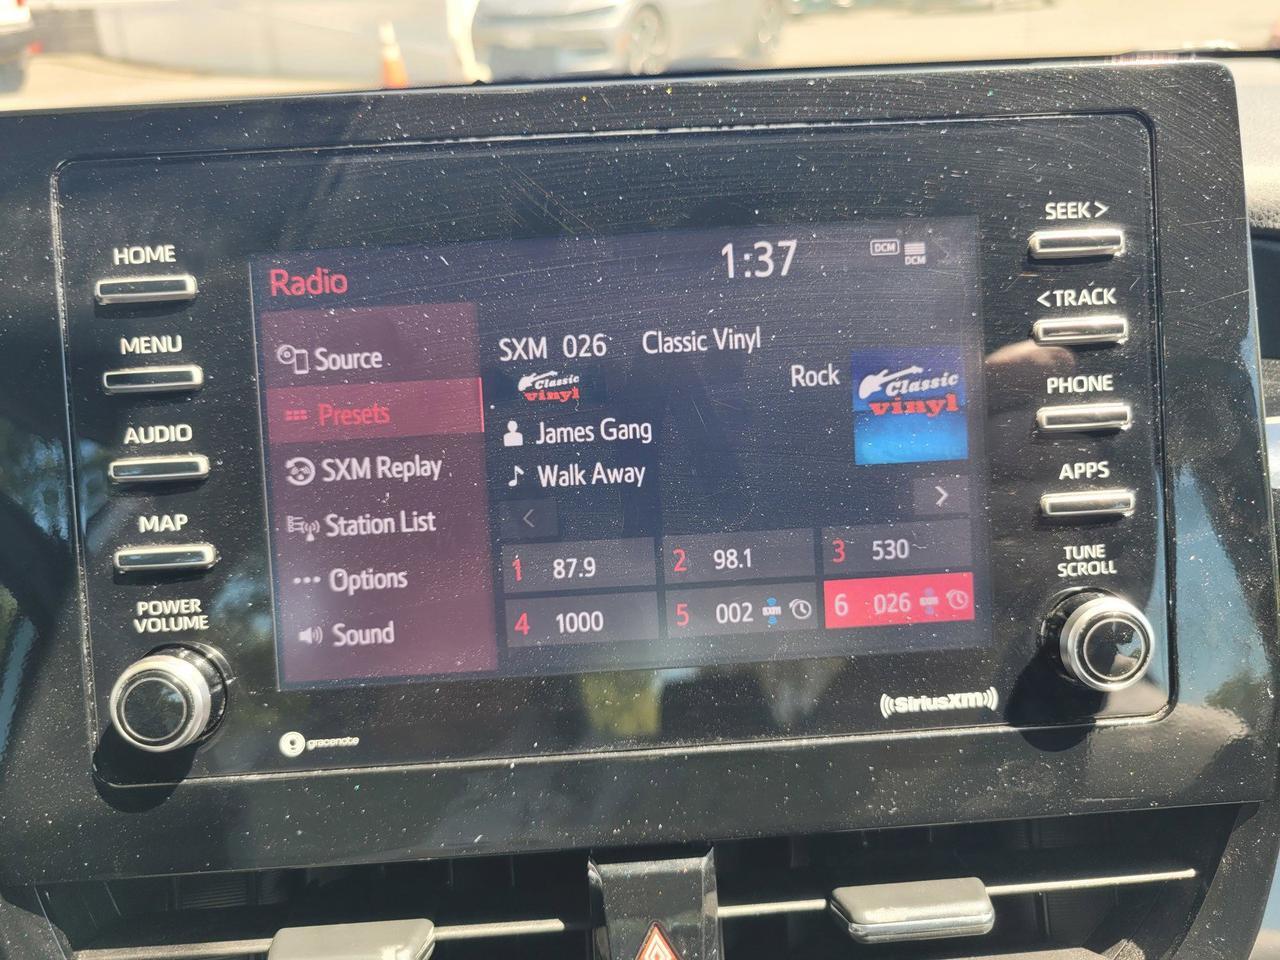 HOME
MENU
AUDIO
MAP
POWER
VOLUME
Radio
1:37
DCM
DCM
Source
Presets
SXM Replay
Station List
Options
Sound
SXM 026 Classic Vinyl
Classic
vinyl
Rock
Classic
vinyl
James Gang
Walk Away
<
>
1 87.9
2 98.1
3 530
4 1000
5 002 SXM
6 026 SXM
SEEK >
< TRACK
PHONE
APPS
TUNE
SCROLL
gracenote
((SiriusXM))